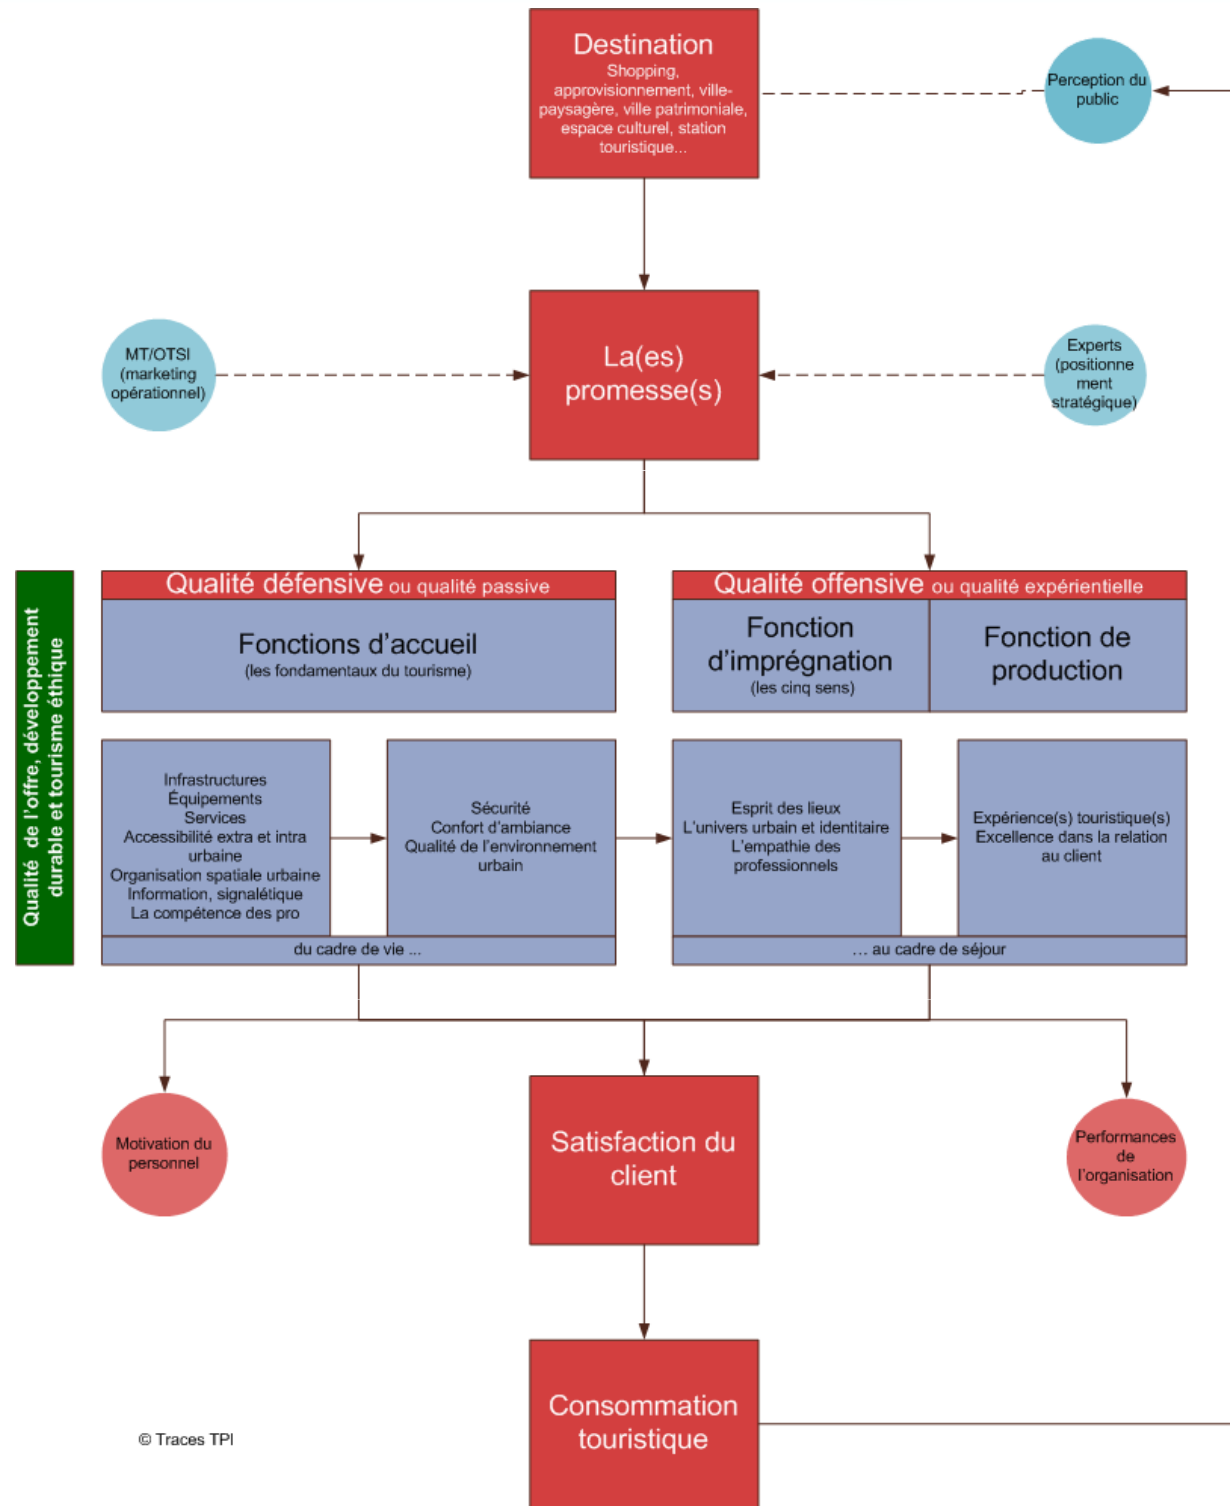 Destination
Shopping,
approvisionnement, ville-
paysagère, ville patrimoniale,
espace culturel, station
touristique...
Perception du
public
MT/OTSI
(marketing
opérationnel)
La(es)
promesse(s)
Experts
(positionne
ment
stratégique)
Qualité de l'offre, développement
durable et tourisme éthique
Qualité défensive ou qualité passive
Fonctions d'accueil
(les fondamentaux du tourisme)
Qualité offensive ou qualité expérientielle
Fonction
d'imprégnation
(les cinq sens)
Fonction de
production
Infrastructures
Équipements
Services
Accessibilité extra et intra
urbaine
Organisation spatiale urbaine
Information, signalétique
La compétence des pro
Sécurité
Confort d'ambiance
Qualité de l'environnement
urbain
du cadre de vie ...
Esprit des lieux
L'univers urbain et identitaire
L'empathie des
professionnels
Expérience(s) touristique(s)
Excellence dans la relation
au client
... au cadre de séjour
Motivation du
personnel
Satisfaction du
client
Performances
de
l'organisation
Consommation
touristique
© Traces TPI